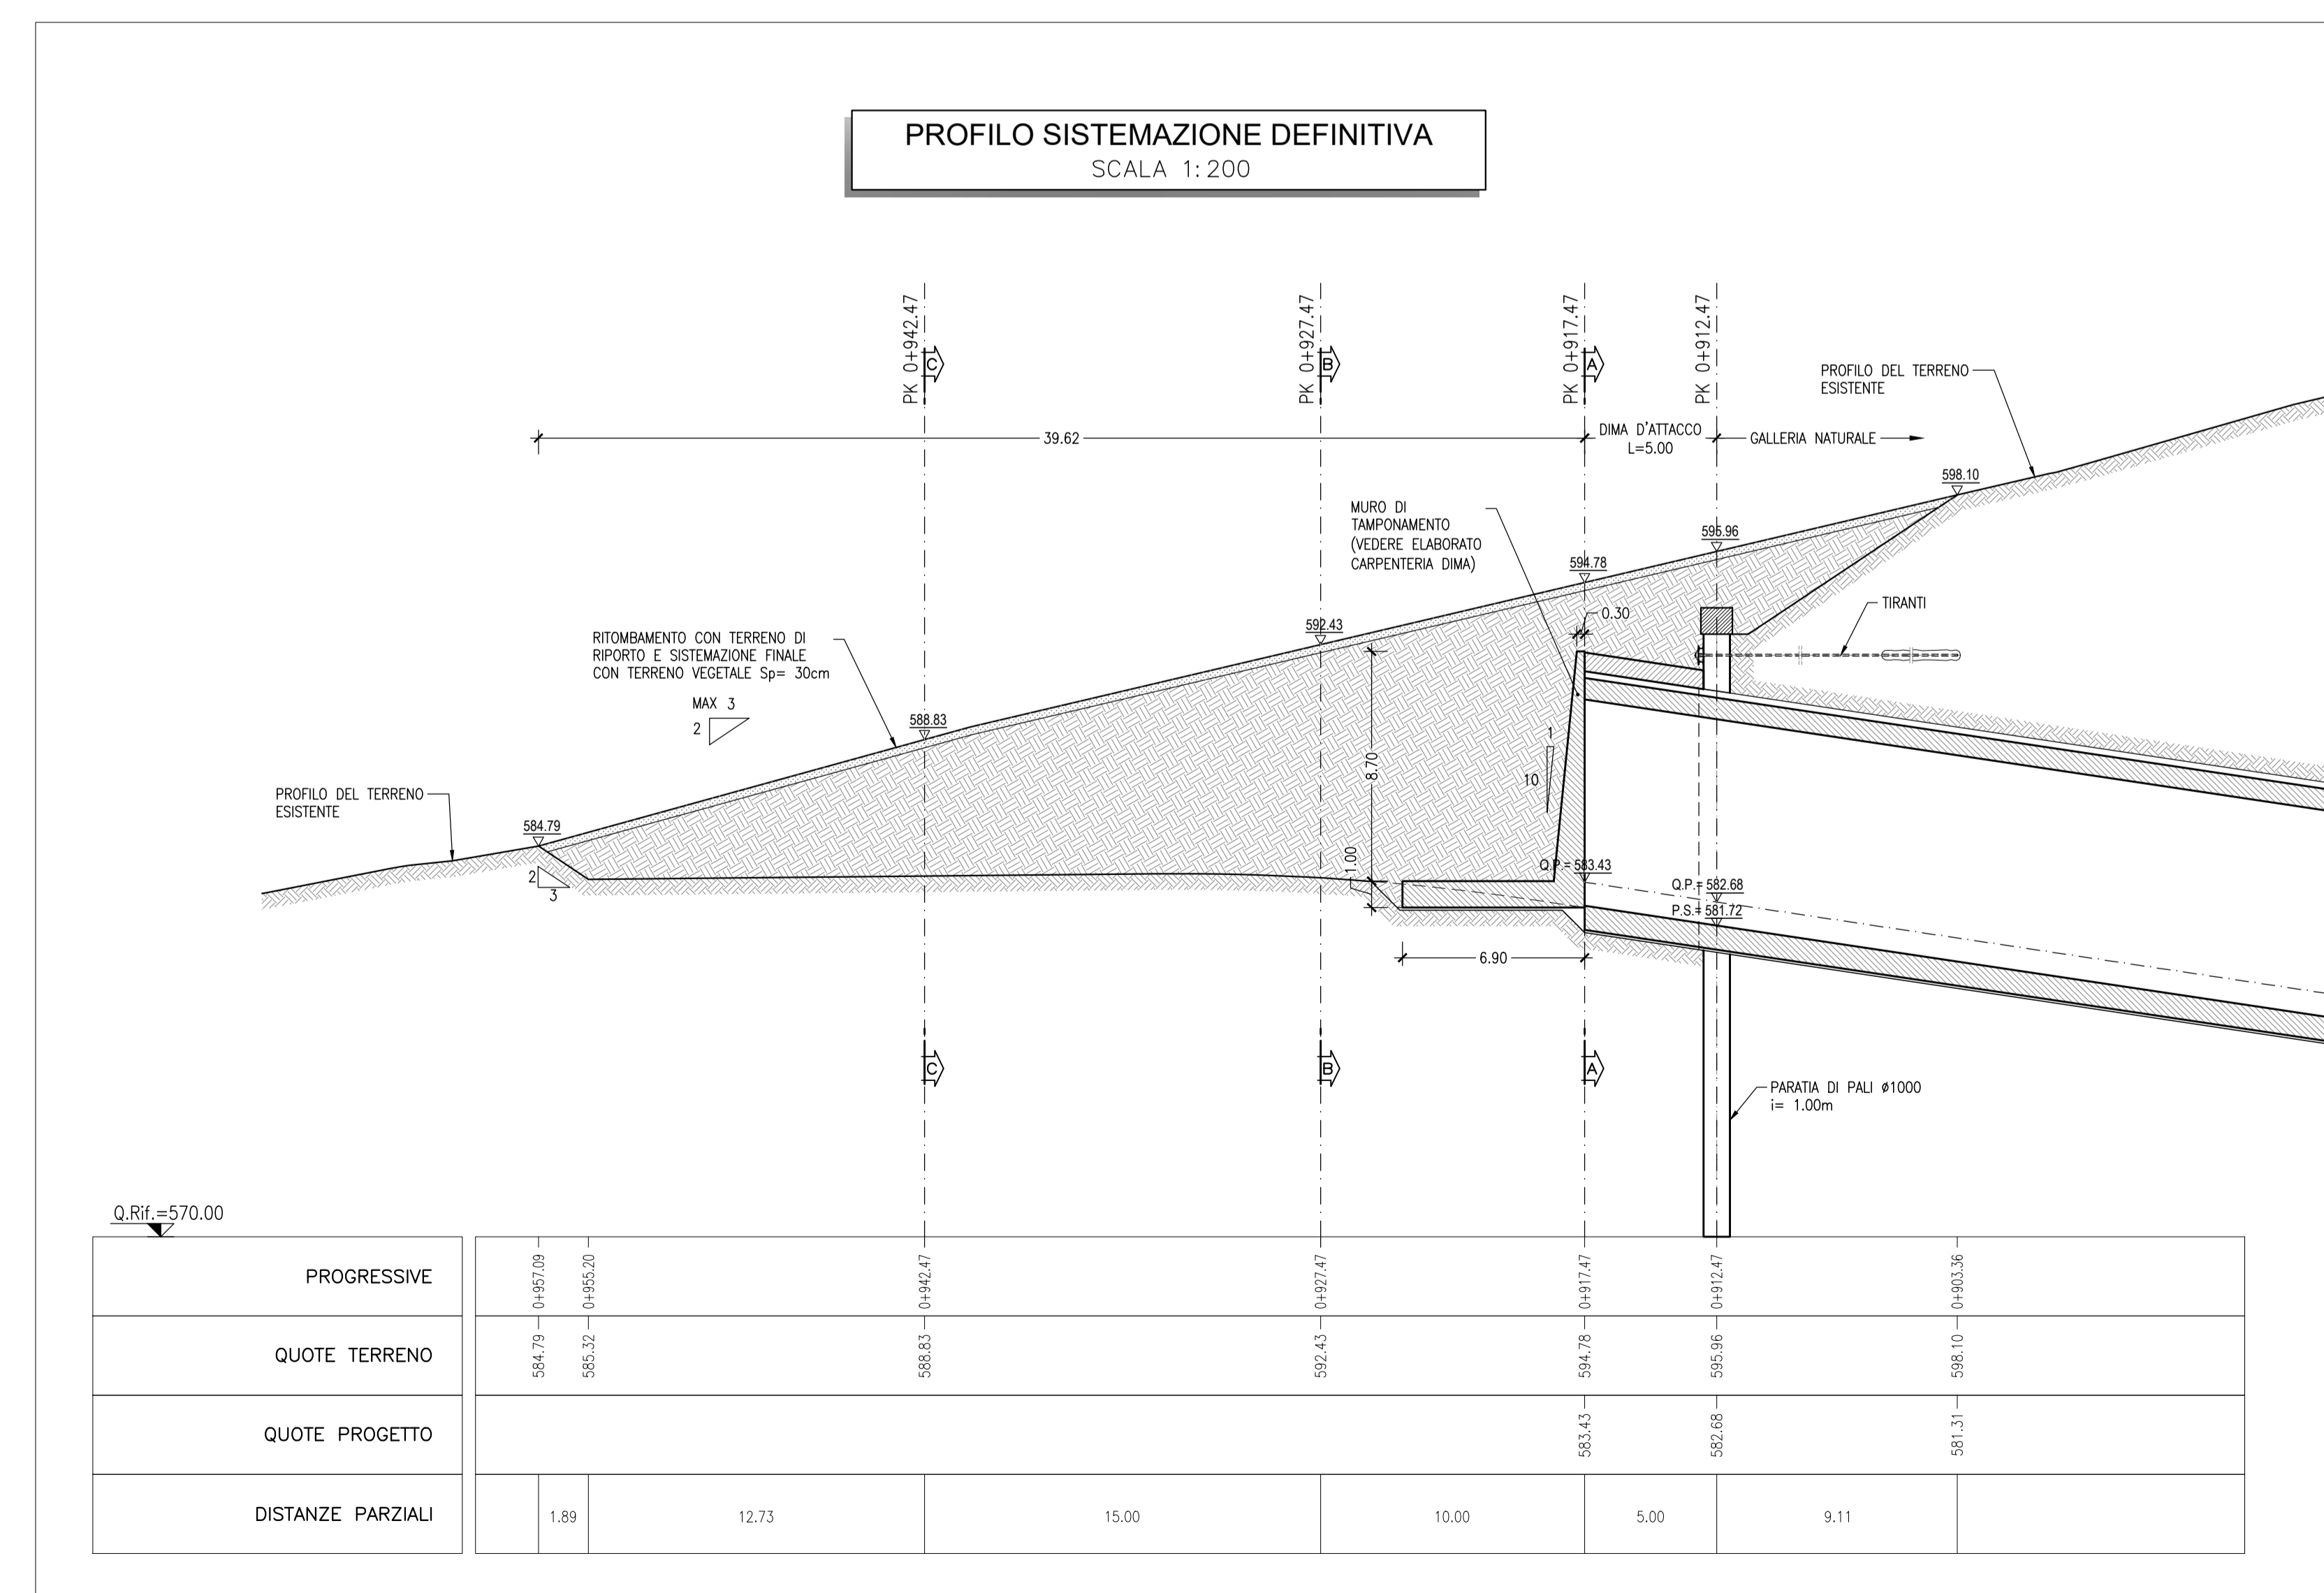 PROFILO SISTEMAZIONE DEFINITIVA
SCALA 1:200
PK 0+942.47
PK 0+927.47
PK 0+917.47
PK 0+912.47
C
B
A
PROFILO DEL TERRENO
ESISTENTE
39.62
DIMA D'ATTACCO
L=5.00
GALLERIA NATURALE
598.10
MURO DI
TAMPONAMENTO
(VEDERE ELABORATO
CARPENTERIA DIMA)
595.96
594.78
TIRANTI
0.30
592.43
RITOMBAMENTO CON TERRENO DI
RIPORTO E SISTEMAZIONE FINALE
CON TERRENO VEGETALE Sp= 30cm
MAX 3
2
588.83
1
10
8.70
PROFILO DEL TERRENO
ESISTENTE
584.79
2
3
1.00
Q.P.= 583.43
Q.P.= 582.68
P.S.= 581.72
6.90
C
B
A
PARATIA DI PALI ø1000
i= 1.00m
Q.Rif.=570.00
PROGRESSIVE
0+957.09
0+955.20
0+942.47
0+927.47
0+917.47
0+912.47
0+903.36
QUOTE TERRENO
584.79
585.32
588.83
592.43
594.78
595.96
598.10
QUOTE PROGETTO
583.43
582.68
581.31
DISTANZE PARZIALI
1.89
12.73
15.00
10.00
5.00
9.11